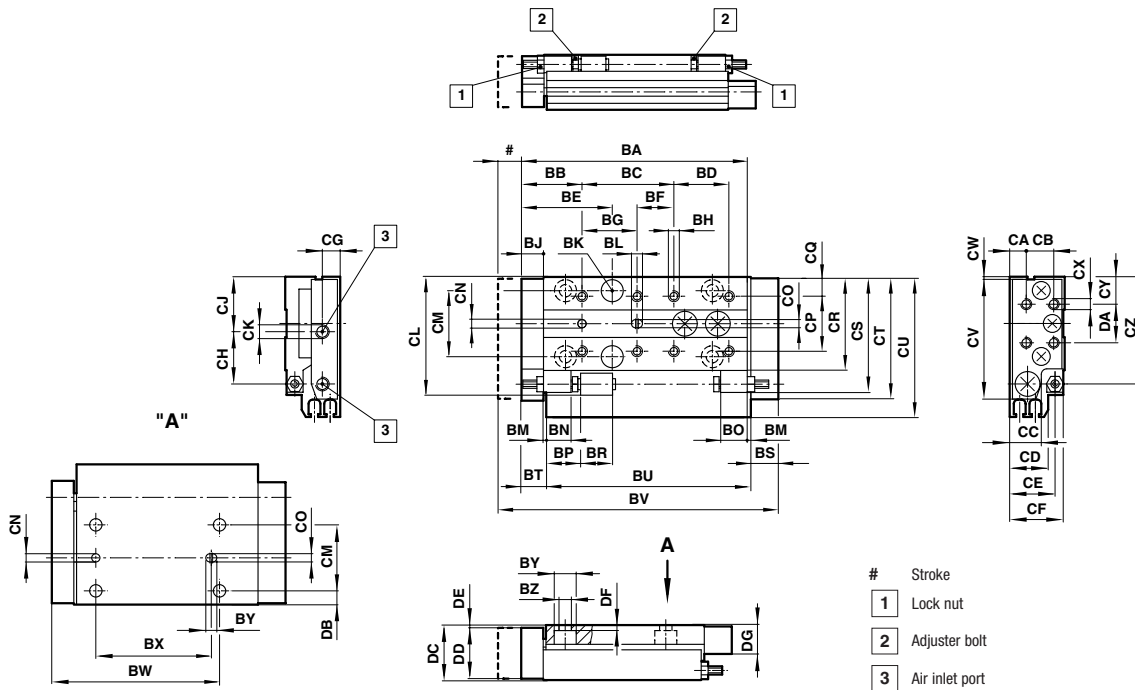 2 2
1 1
# BA
BB BC BD
BE BF
BG BH
BJ BK BL
CQ
CO
CN
CM
CL
CP
CR
CS
CT
CU
BM BN BO BM
BP BR BS
BT BU
BV
CG 3
CJ
CK
CH
3
"A"
CW
CA CB
CX
CY
DA
CZ
CV
CC
CD
CE
CF
CN
CO
CM
DB
BY
BX
BW
A
BY
BZ
DF
DE
DD
DC
DG
# Stroke
1 Lock nut
2 Adjuster bolt
3 Air inlet port